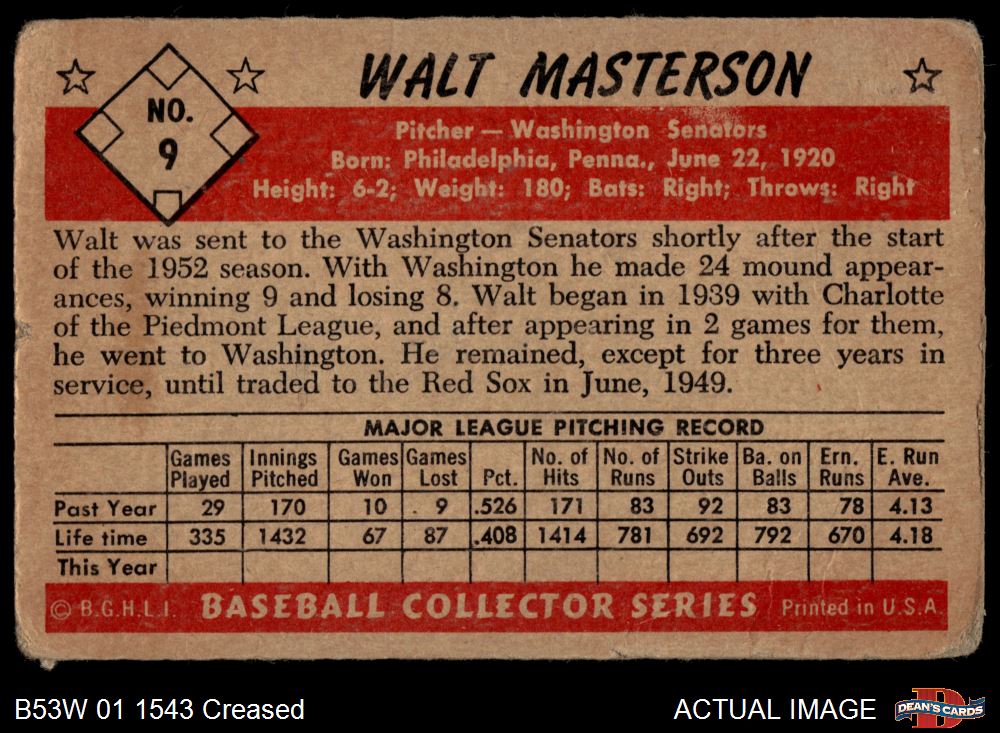 WALT MASTERSON
NO.
9
Pitcher — Washington Senators
Born: Philadelphia, Penna., June 22, 1920
Height: 6-2; Weight: 180; Bats: Right; Throws: Right
Walt was sent to the Washington Senators shortly after the start
of the 1952 season. With Washington he made 24 mound appear-
ances, winning 9 and losing 8. Walt began in 1939 with Charlotte
of the Piedmont League, and after appearing in 2 games for them,
he went to Washington. He remained, except for three years in
service, until traded to the Red Sox in June, 1949.
MAJOR LEAGUE PITCHING RECORD
Games Played Innings Pitched Games Won Games Lost Pct. No. of Hits No. of Runs Strike Outs Ba. on Balls Ern. Runs E. Run Ave.
Past Year 29 170 10 9 .526 171 83 92 83 78 4.13
Life time 335 1432 67 87 .408 1414 781 692 792 670 4.18
This Year
© B.G.H.L.I. BASEBALL COLLECTOR SERIES Printed in U.S.A.
B53W 01 1543 Creased ACTUAL IMAGE DEAN'S CARDS